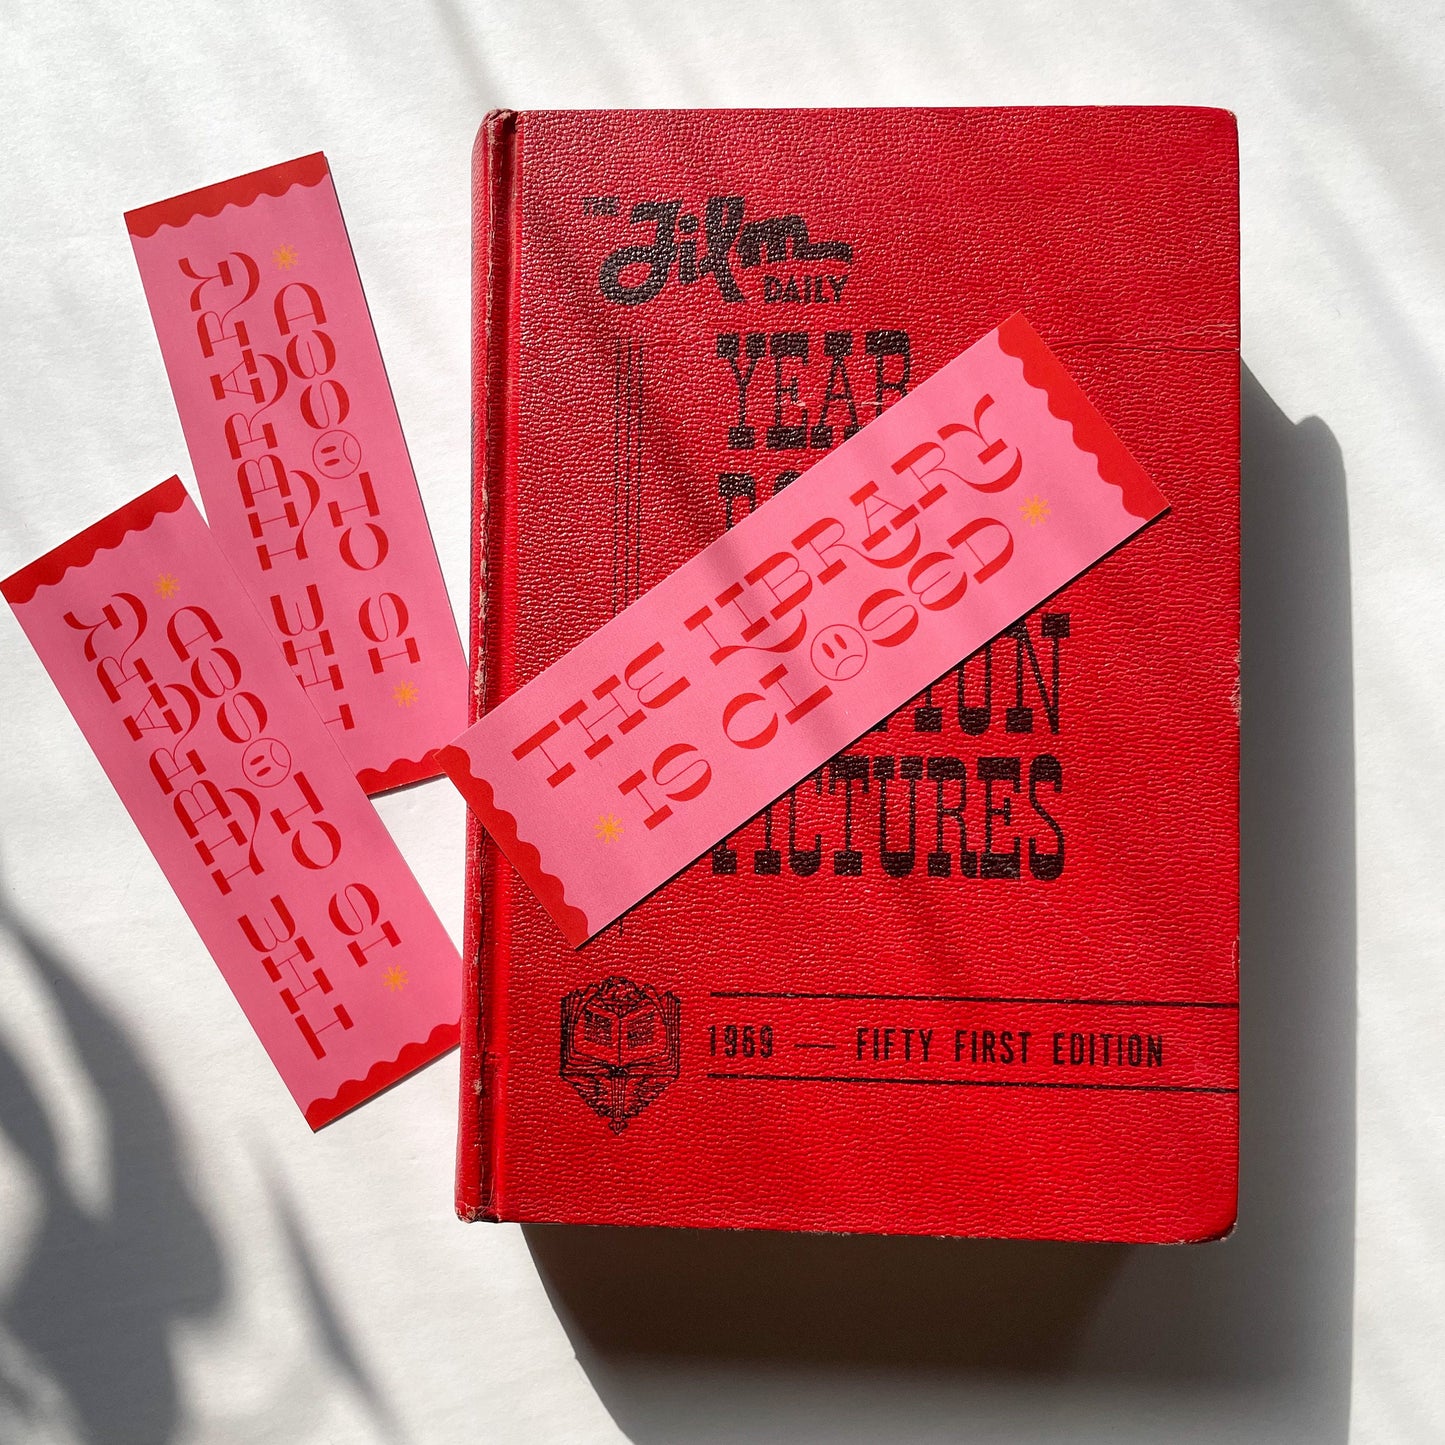 THE LIBRARY
IS CLOSED
THE LIBRARY
IS CLOSED
THE Film
DAILY
YEAR
THE LIBRARY
IS CLOSED
PICTURES
1969 — FIFTY FIRST EDITION